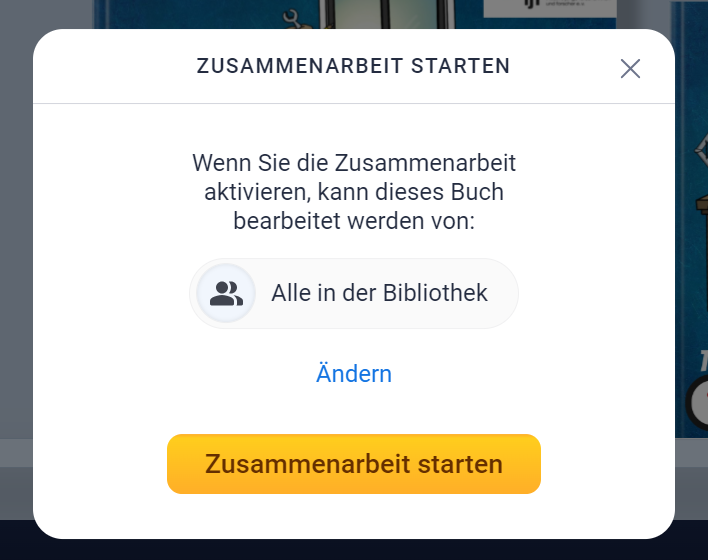 ZUSAMMENARBEIT STARTEN
Wenn Sie die Zusammenarbeit
aktivieren, kann dieses Buch
bearbeitet werden von:
Alle in der Bibliothek
Ändern
Zusammenarbeit starten